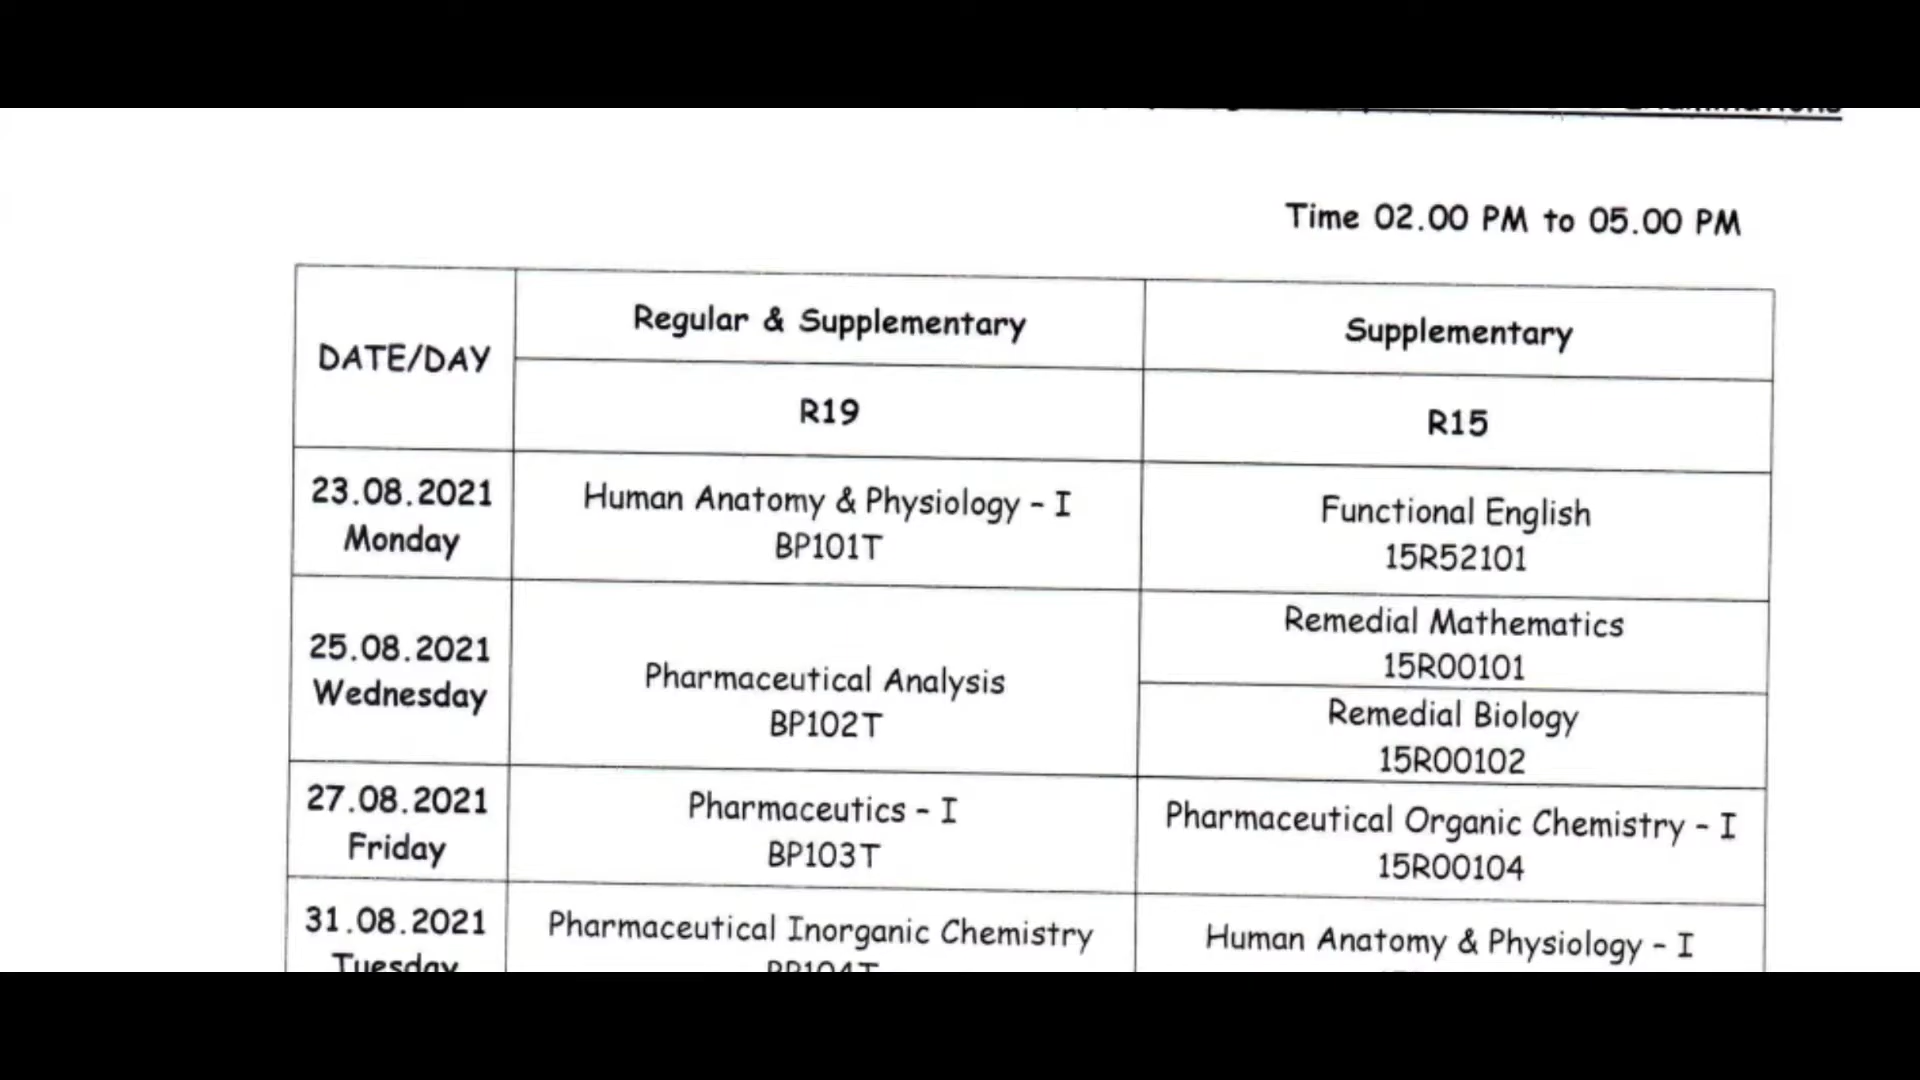 Time 02.00 PM to 05.00 PM
DATE/DAY
Regular & Supplementary
Supplementary
R19
R15
23.08.2021
Monday
Human Anatomy & Physiology - I
BP101T
Functional English
15R52101
25.08.2021
Wednesday
Pharmaceutical Analysis
BP102T
Remedial Mathematics
15R00101
Remedial Biology
15R00102
27.08.2021
Friday
Pharmaceutics - I
BP103T
Pharmaceutical Organic Chemistry - I
15R00104
31.08.2021
Tuesday
Pharmaceutical Inorganic Chemistry
BP104T
Human Anatomy & Physiology - I